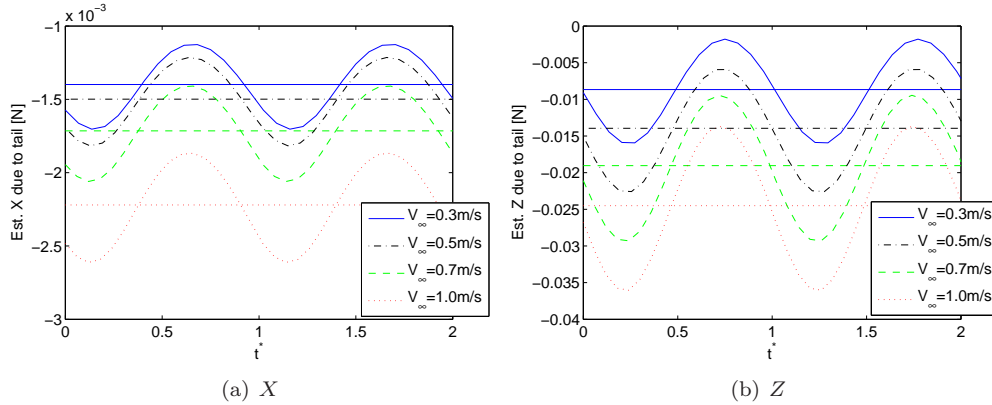 x 10⁻³
-1
-1.5
-2
-2.5
-3
0
0.5
1
1.5
2
Est. X due to tail [N]
t*
V∞=0.3m/s
V∞=0.5m/s
V∞=0.7m/s
V∞=1.0m/s
(a) X
0
-0.005
-0.01
-0.015
-0.02
-0.025
-0.03
-0.035
-0.04
0
0.5
1
1.5
2
Est. Z due to tail [N]
t*
V∞=0.3m/s
V∞=0.5m/s
V∞=0.7m/s
V∞=1.0m/s
(b) Z